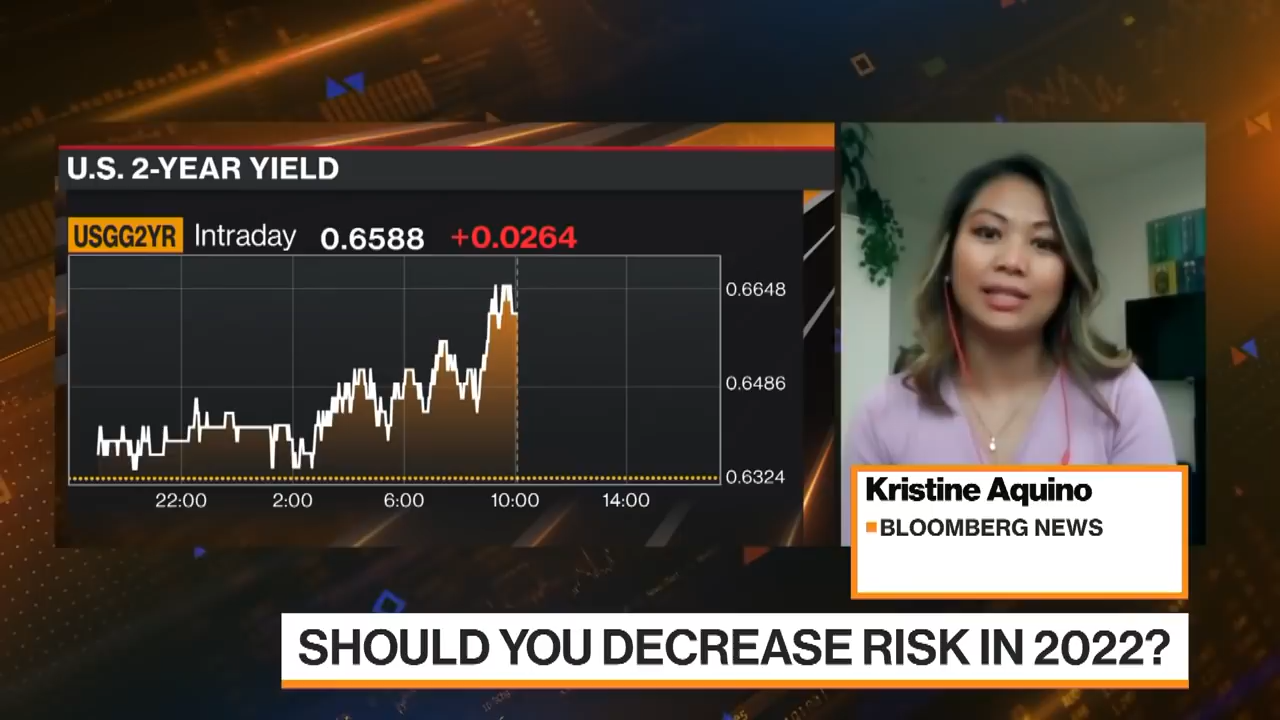 U.S. 2-YEAR YIELD
USGG2YR Intraday 0.6588 +0.0264
0.6648
0.6486
0.6324
22:00 2:00 6:00 10:00 14:00
Kristine Aquino
BLOOMBERG NEWS
SHOULD YOU DECREASE RISK IN 2022?